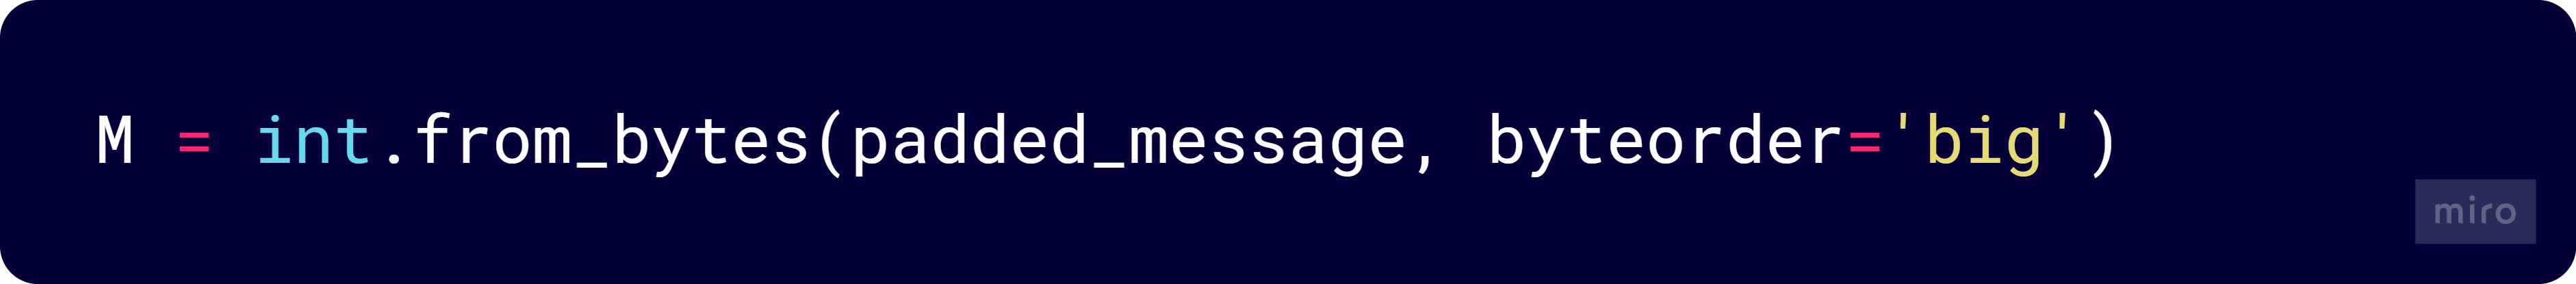 M = int.from_bytes(padded_message, byteorder='big')
miro